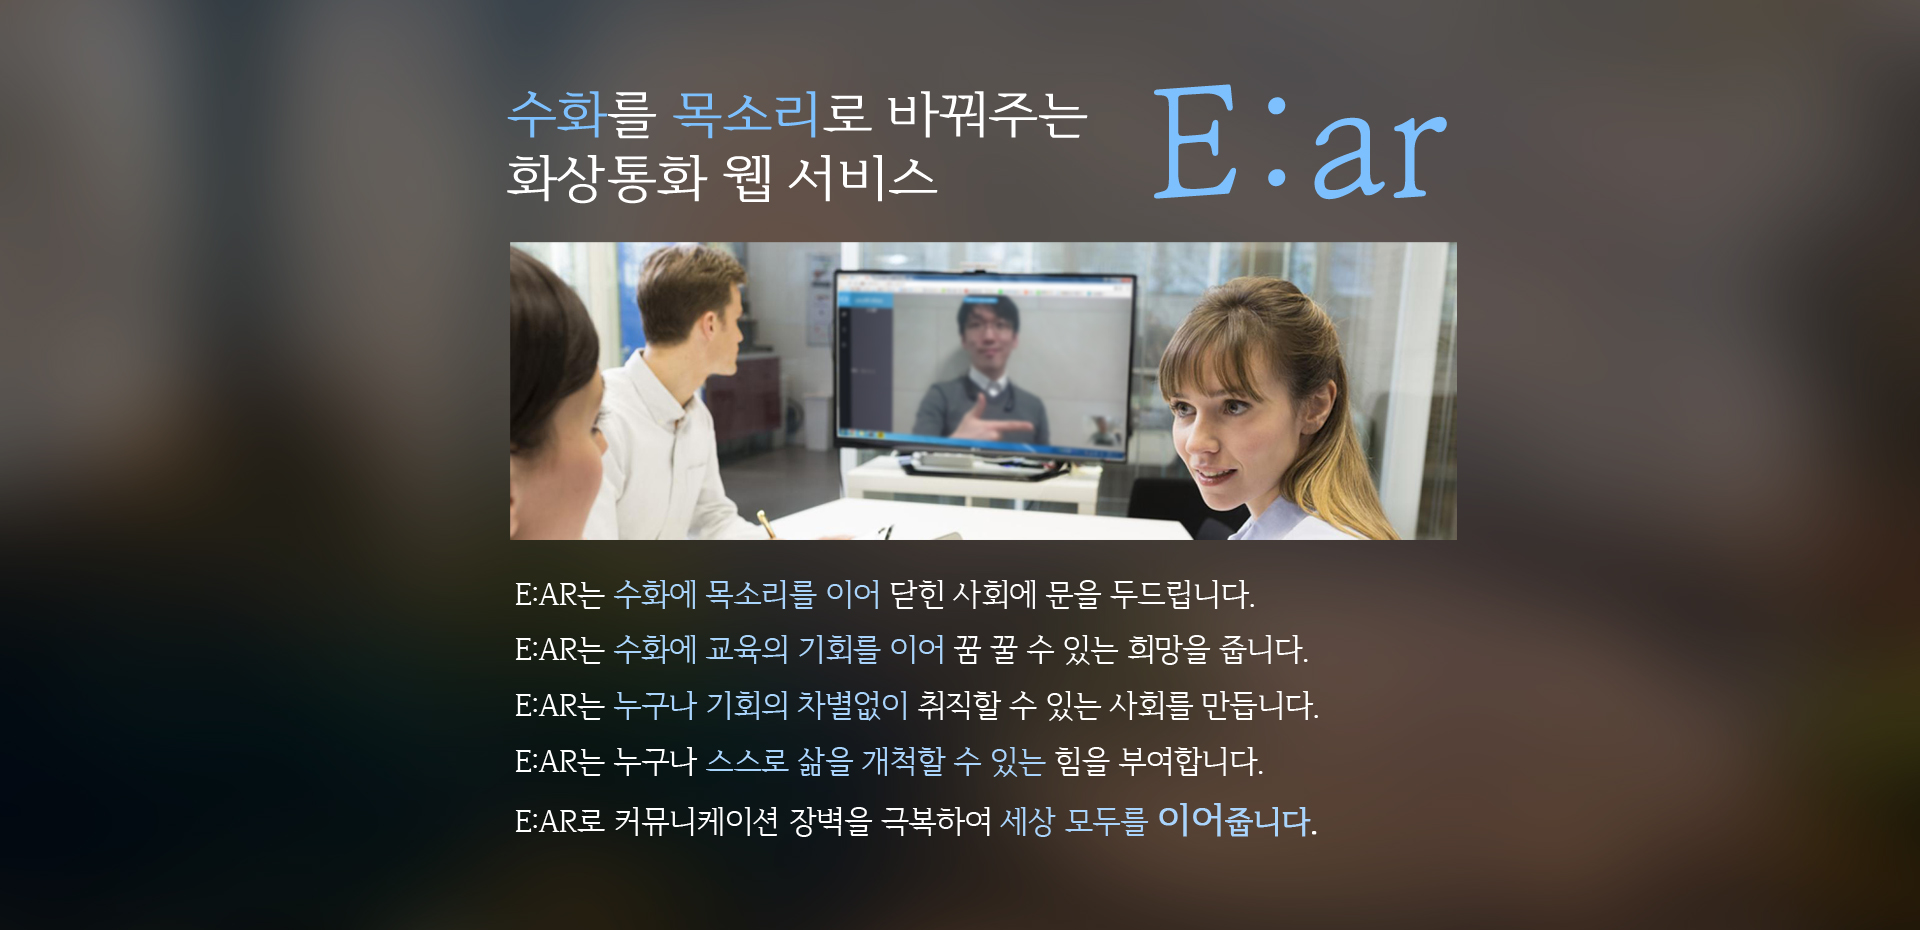 수화를 목소리로 바꿔주는
화상통화 웹 서비스
E:ar
E:AR는 수화에 목소리를 이어 닫힌 사회에 문을 두드립니다.
E:AR는 수화에 교육의 기회를 이어 꿈 꿀 수 있는 희망을 줍니다.
E:AR는 누구나 기회의 차별없이 취직할 수 있는 사회를 만듭니다.
E:AR는 누구나 스스로 삶을 개척할 수 있는 힘을 부여합니다.
E:AR로 커뮤니케이션 장벽을 극복하여 세상 모두를 이어줍니다.